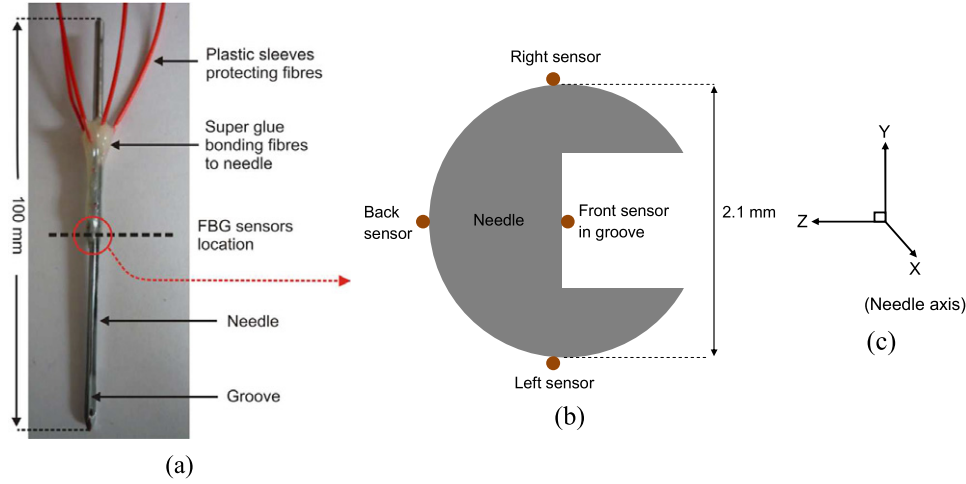 Plastic sleeves
protecting fibres
Super glue
bonding fibres
to needle
100 mm
FBG sensors
location
Needle
Groove
(a)
Right sensor
Back
sensor
Needle
Front sensor
in groove
2.1 mm
Left sensor
(b)
Y
Z
X
(Needle axis)
(c)